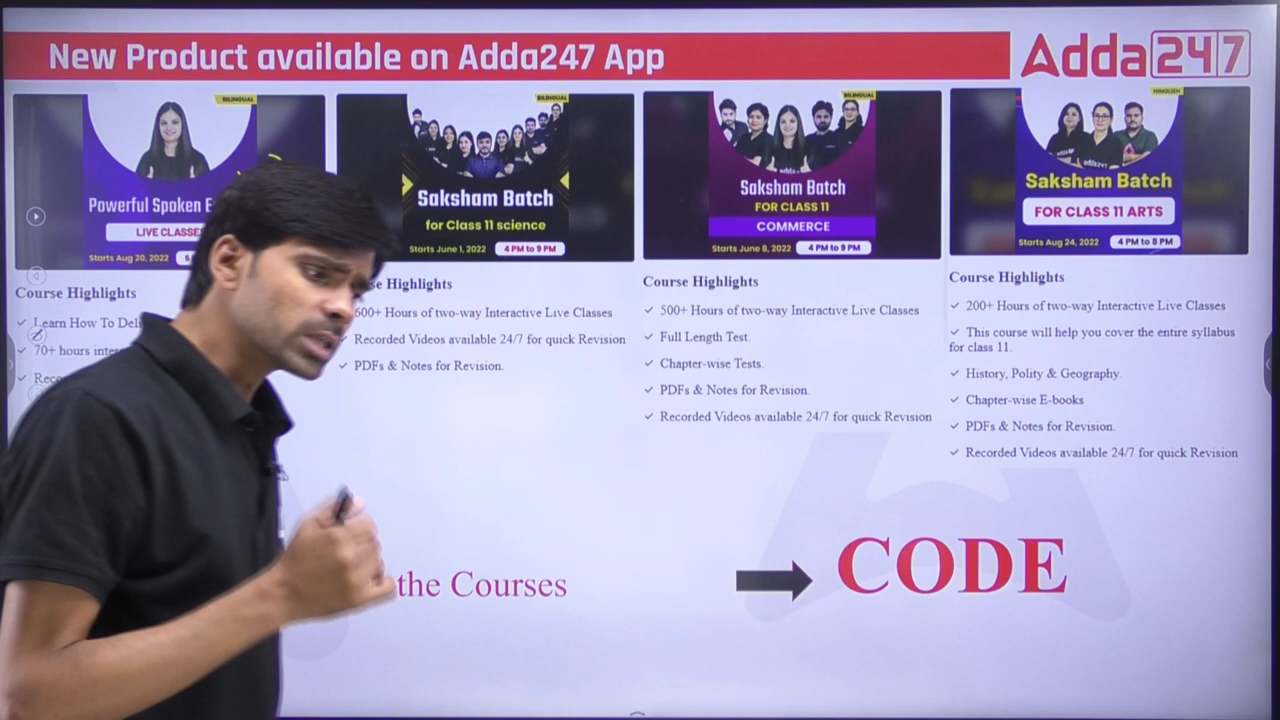 New Product available on Adda247 App
Adda247
BILINGUAL
Powerful Spoken
LIVE CLASSES
Starts Aug 20, 2022
Course Highlights
✓ Learn How To
✓ 70+ hours
BILINGUAL
Saksham Batch
for Class 11 science
Starts June 1, 2022 4 PM to 9 PM
Highlights
600+ Hours of two-way Interactive Live Classes
✓ Recorded Videos available 24/7 for quick Revision
✓ PDFs & Notes for Revision.
BILINGUAL
adda247
Saksham Batch
FOR CLASS 11
COMMERCE
Starts June 8, 2022 4 PM to 9 PM
Course Highlights
✓ 500+ Hours of two-way Interactive Live Classes
✓ Full Length Test.
✓ Chapter-wise Tests.
✓ PDFs & Notes for Revision.
✓ Recorded Videos available 24/7 for quick Revision
HINGLISH
Saksham Batch
FOR CLASS 11 ARTS
Starts Aug 24, 2022 4 PM to 8 PM
Course Highlights
✓ 200+ Hours of two-way Interactive Live Classes
✓ This course will help you cover the entire syllabus
for class 11.
✓ History, Polity & Geography.
✓ Chapter-wise E-books
✓ PDFs & Notes for Revision.
✓ Recorded Videos available 24/7 for quick Revision
the Courses
CODE